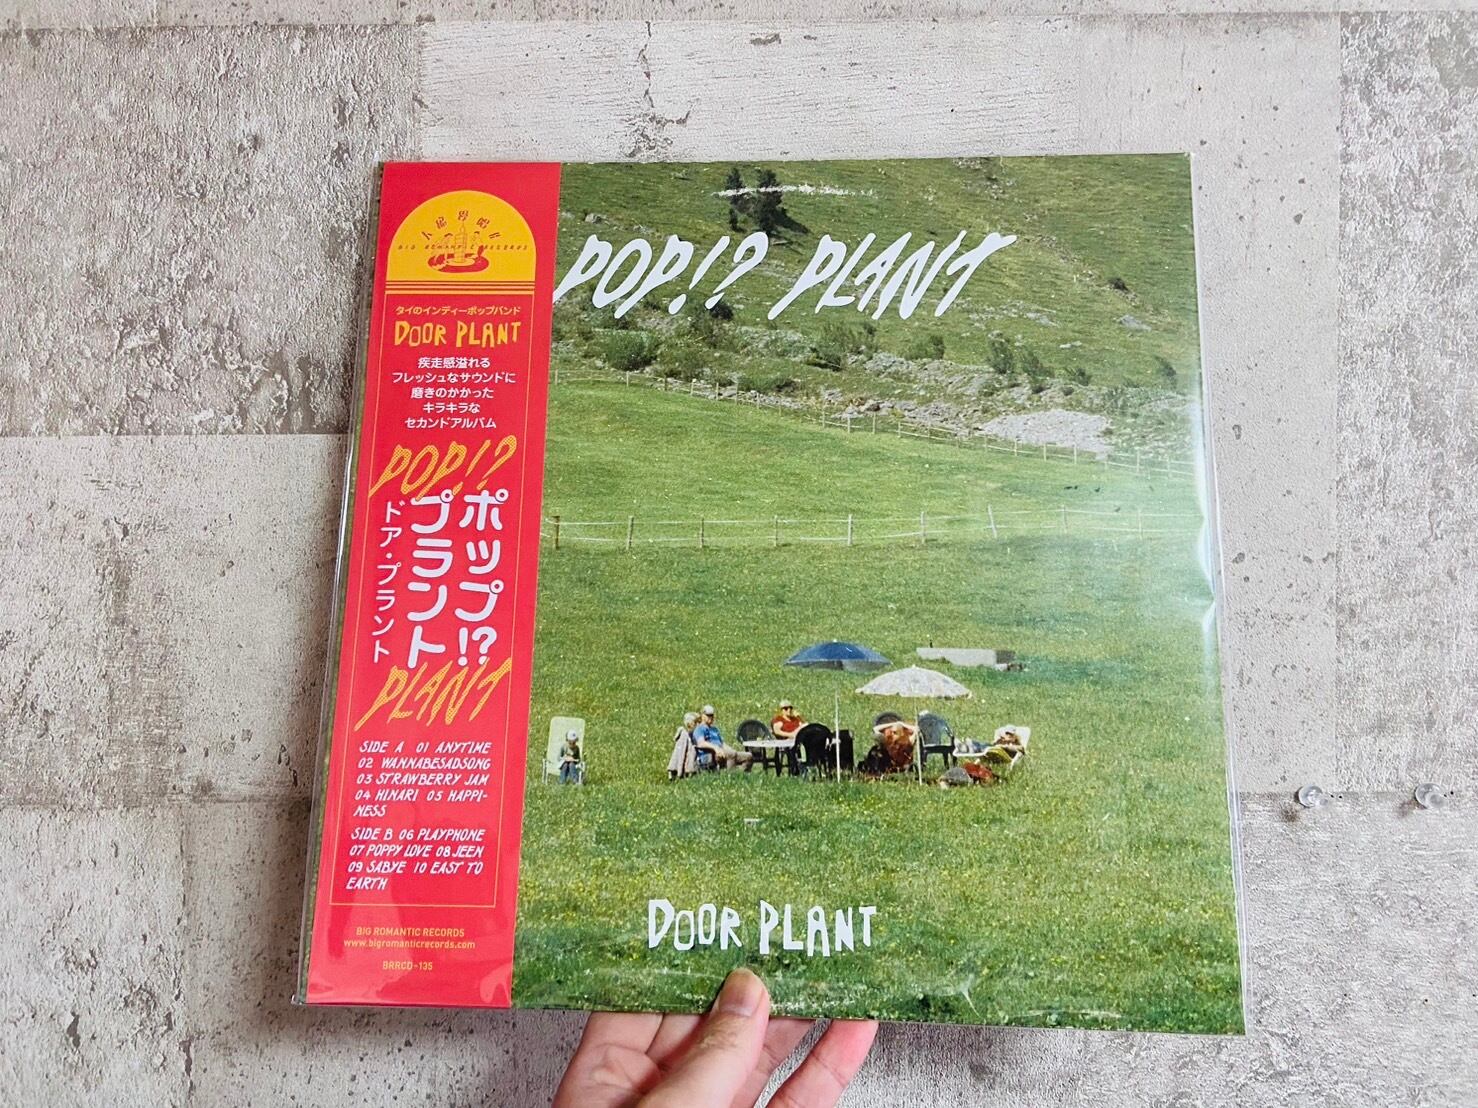 BIG ROMANTIC RECORDS
タイのインディーポップバンド
DOOR PLANT
疾走感溢れる
フレッシュなサウンドに
磨きのかかった
キラキラな
セカンドアルバム
POP!?
ポップ!?
プラント
ドア・プラント
PLANT
SIDE A 01 ANYTIME
02 WANNABESADSONG
03 STRAWBERRY JAM
04 HINARI 05 HAPPI-
NESS
SIDE B 06 PLAYPHONE
07 POPPY LOVE 08 JEEN
09 SABYE 10 EAST TO
EARTH
BIG ROMANTIC RECORDS
www.bigromanticrecords.com
BRRCD-135
POP!? PLANT
DOOR PLANT